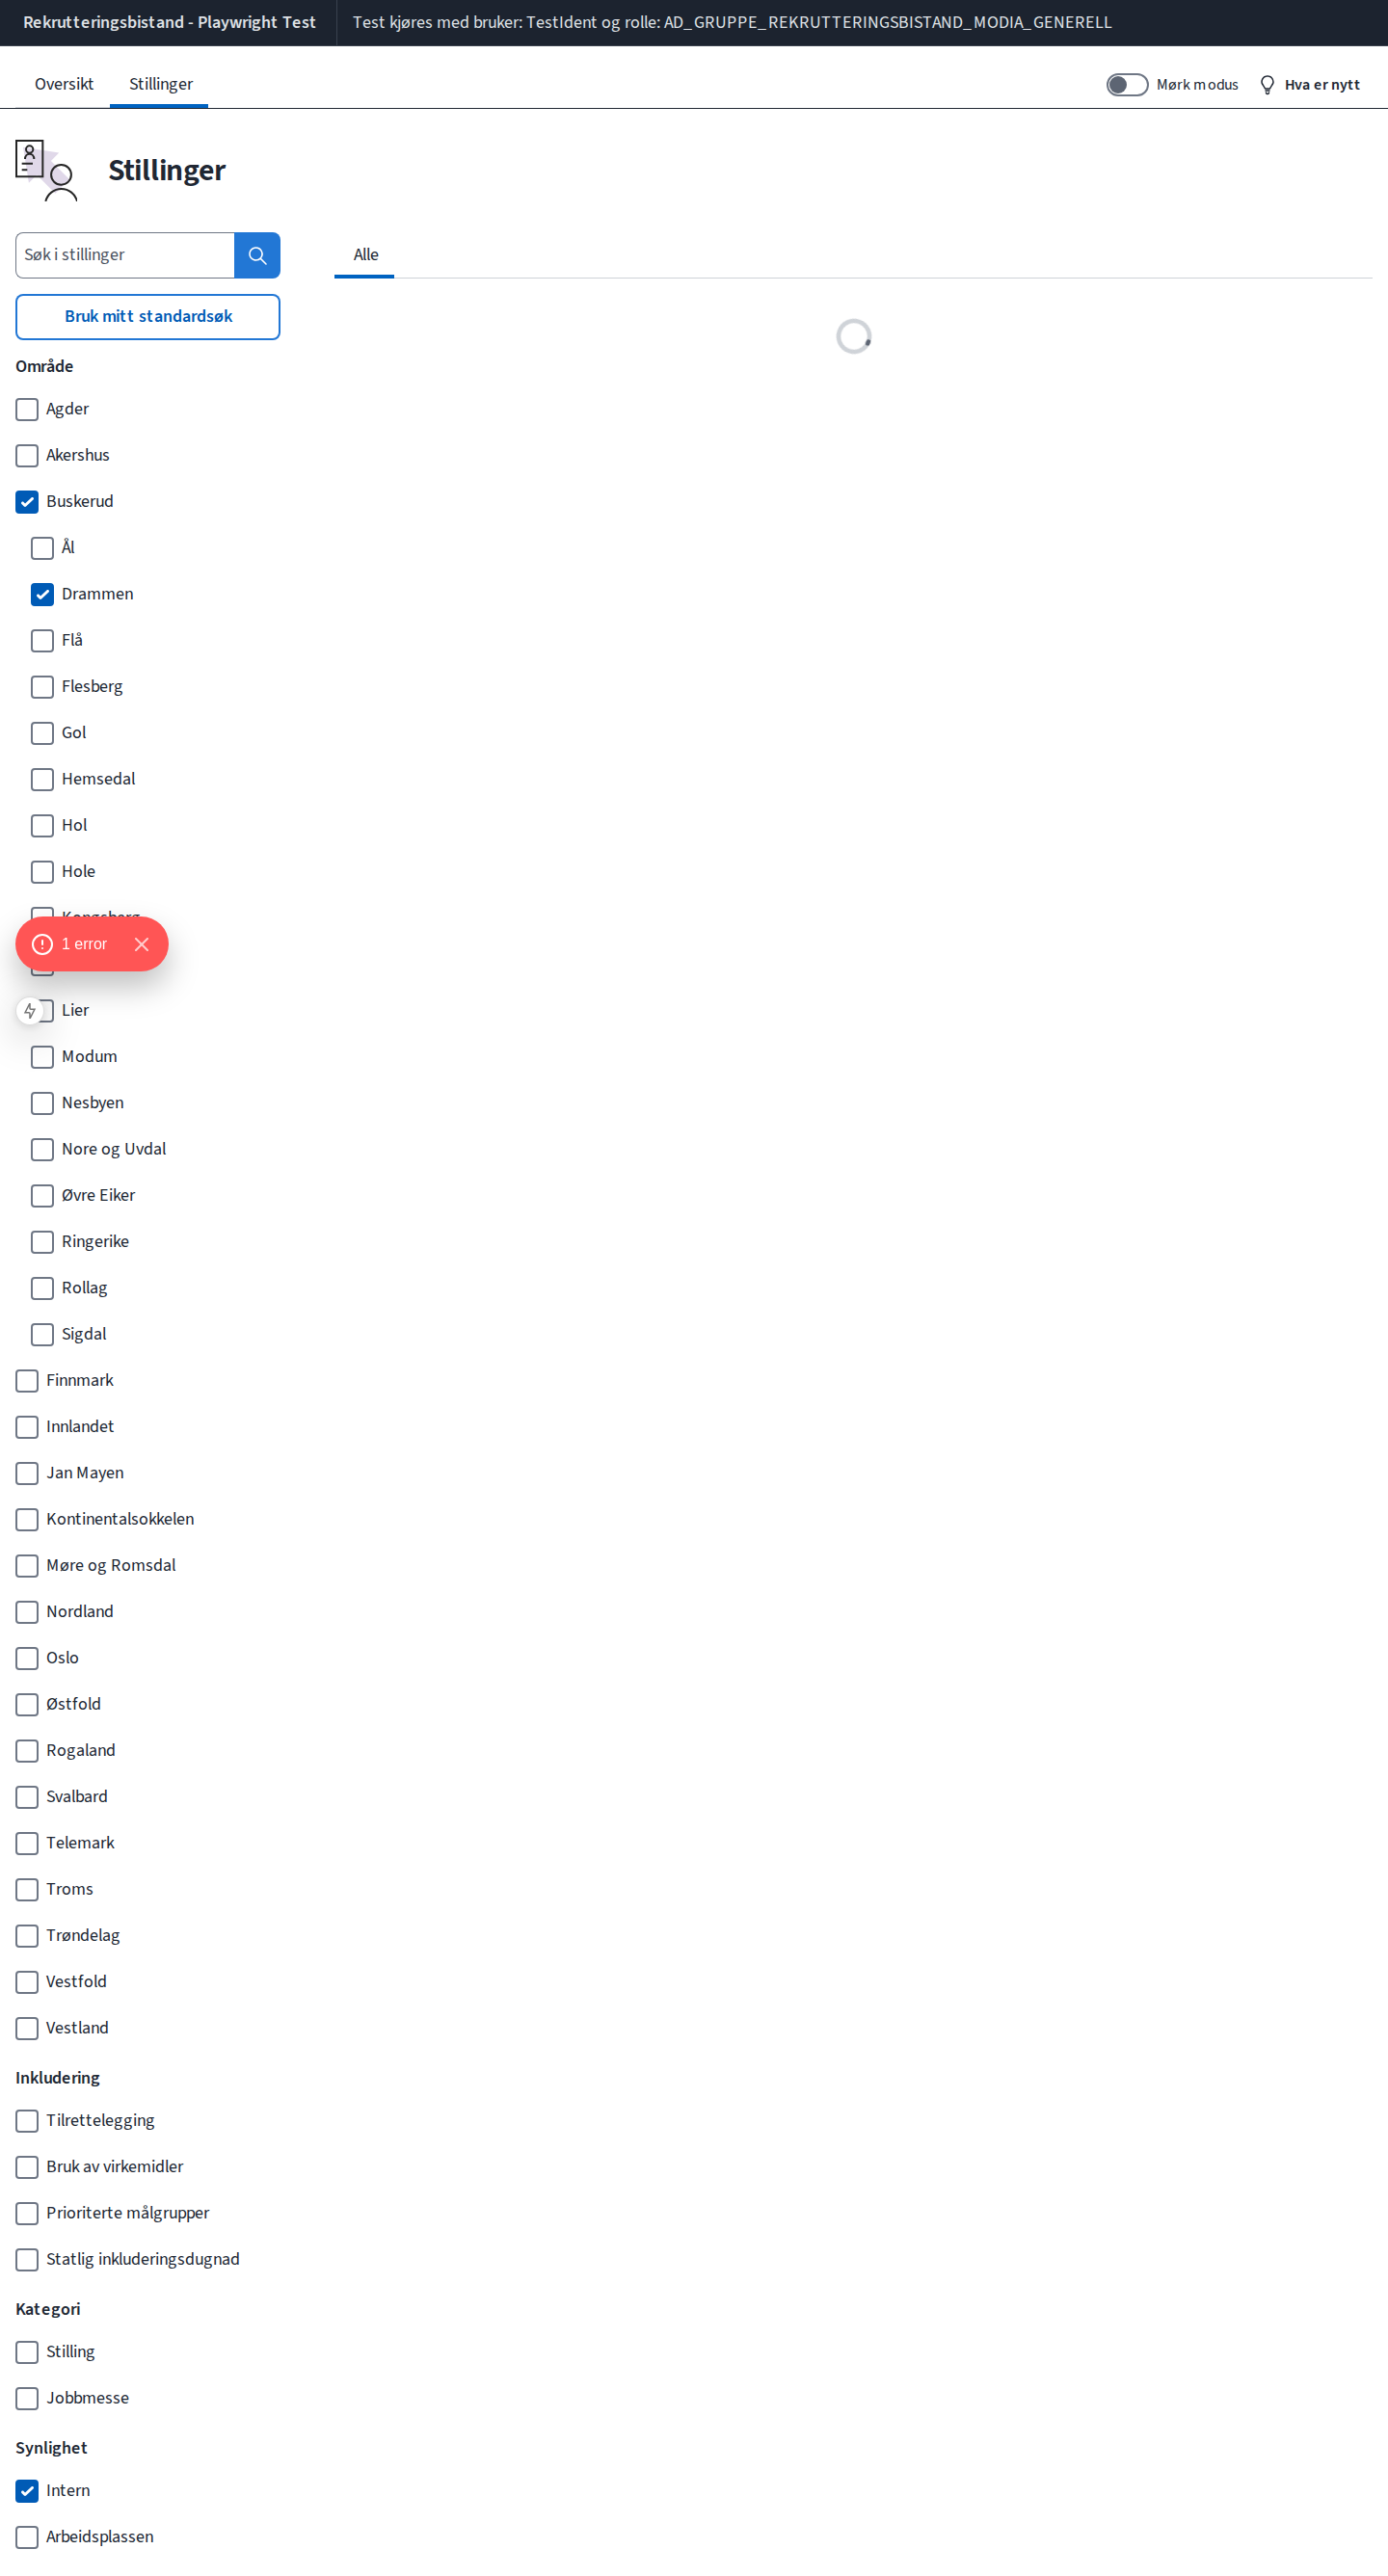 Rekrutteringsbistand - Playwright Test
Test kjøres med bruker: TestIdent og rolle: AD_GRUPPE_REKRUTTERINGSBISTAND_MODIA_GENERELL
Oversikt
Stillinger
Mørk modus
Hva er nytt
Stillinger
Søk i stillinger
Alle
Bruk mitt standardsøk
Område
Agder
Akershus
Buskerud
Ål
Drammen
Flå
Flesberg
Gol
Hemsedal
Hol
Hole
Kongsberg
1 error
Lier
Modum
Nesbyen
Nore og Uvdal
Øvre Eiker
Ringerike
Rollag
Sigdal
Finnmark
Innlandet
Jan Mayen
Kontinentalsokkelen
Møre og Romsdal
Nordland
Oslo
Østfold
Rogaland
Svalbard
Telemark
Troms
Trøndelag
Vestfold
Vestland
Inkludering
Tilrettelegging
Bruk av virkemidler
Prioriterte målgrupper
Statlig inkluderingsdugnad
Kategori
Stilling
Jobbmesse
Synlighet
Intern
Arbeidsplassen